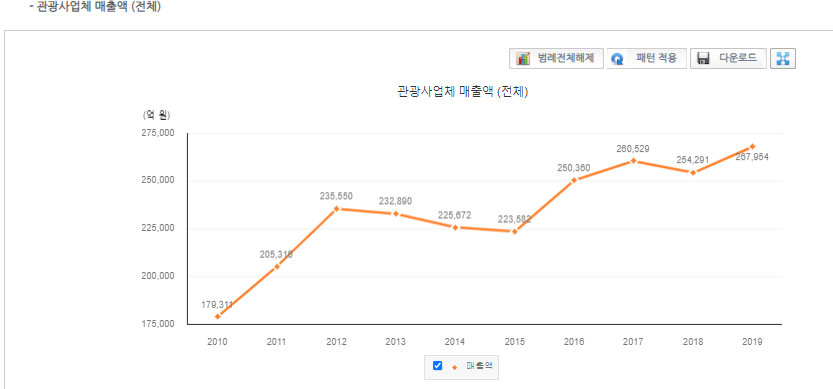 - 관광사업체 매출액 (전체)
범례전체해제 패턴 적용 다운로드
관광사업체 매출액 (전체)
(억 원)
275,000
250,000
225,000
200,000
175,000
179,311
205,316
235,550
232,890
225,672
223,582
250,360
260,529
254,291
267,954
2010 2011 2012 2013 2014 2015 2016 2017 2018 2019
매출액